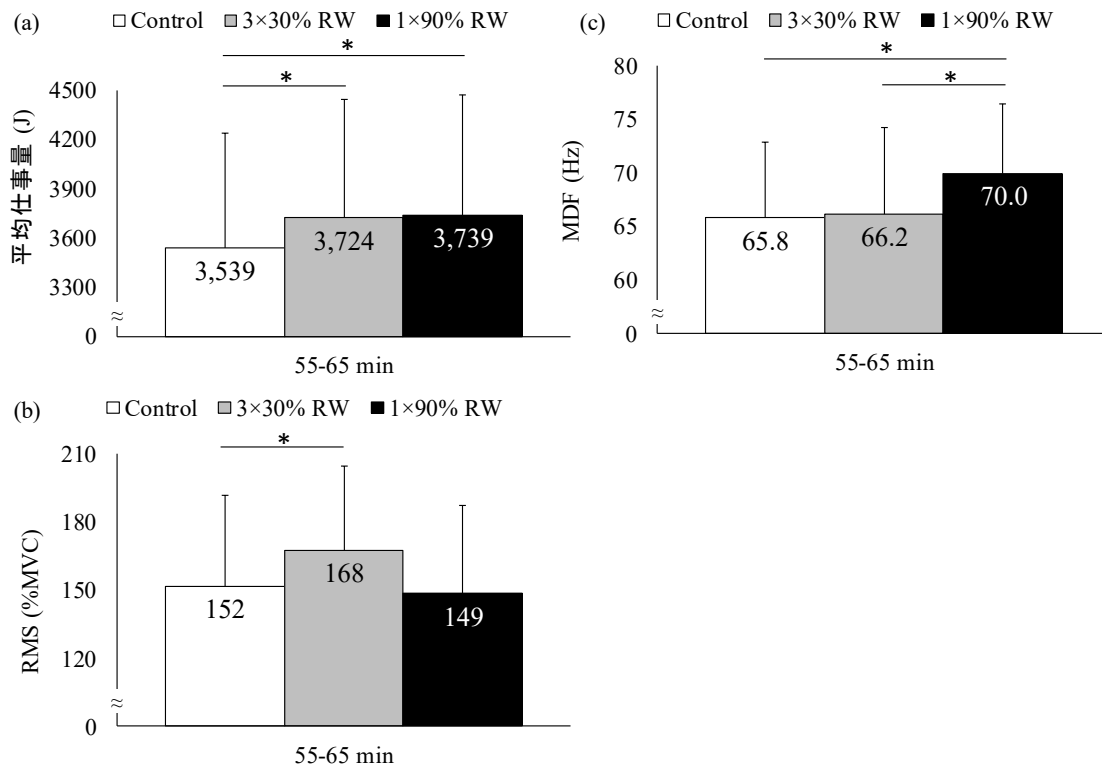 (a)
Control 3×30% RW 1×90% RW
*
*
平均仕事量 (J)
4500
4200
3900
3600
3300
≈
0
3,539
3,724
3,739
55-65 min
(c)
Control 3×30% RW 1×90% RW
*
*
MDF (Hz)
80
75
70
65
60
≈
0
65.8
66.2
70.0
55-65 min
(b)
Control 3×30% RW 1×90% RW
*
RMS (%MVC)
210
180
150
120
≈
0
152
168
149
55-65 min